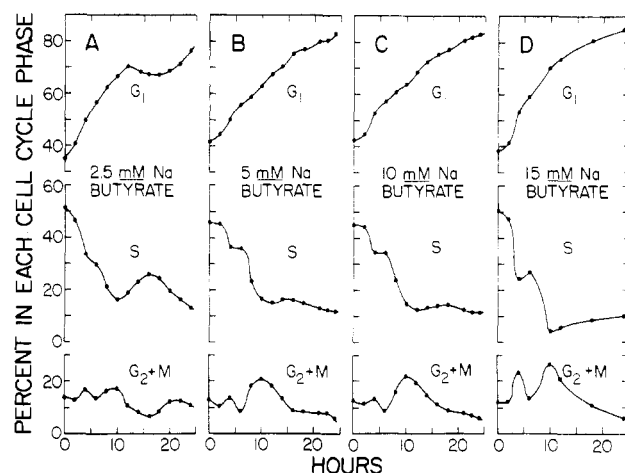 PERCENT IN EACH CELL CYCLE PHASE
A B C D
80
60
40
G1 G G1
2.5 mM Na BUTYRATE
5 mM Na BUTYRATE
10 mM Na BUTYRATE
15 mM Na BUTYRATE
60
40
20
0
S S S S
20
0
G2+M G2+M G2+M G2+M
0 10 20 0 10 20 0 10 20 0 10 20
HOURS